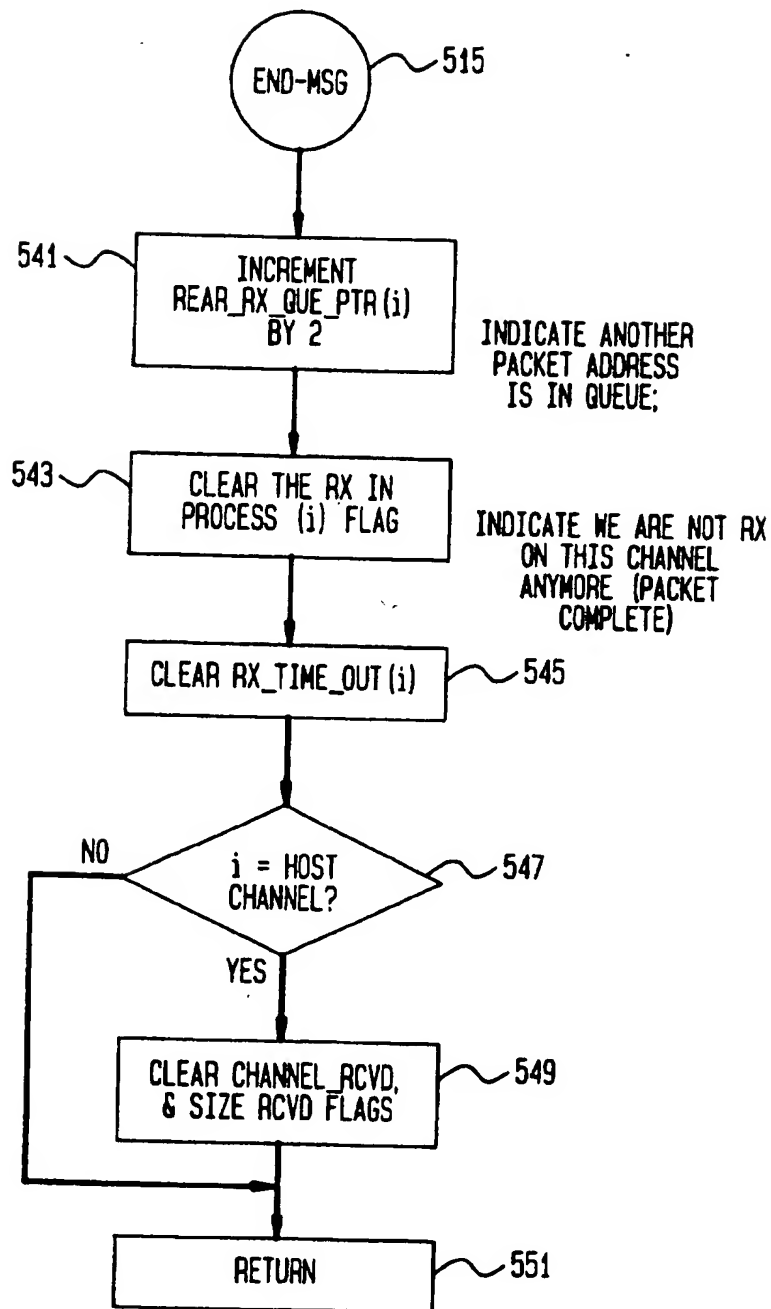 END-MSG
515
541
INCREMENT
REAR_RX_QUE_PTR(i)
BY 2
INDICATE ANOTHER
PACKET ADDRESS
IS IN QUEUE;
543
CLEAR THE RX IN
PROCESS (i) FLAG
INDICATE WE ARE NOT RX
ON THIS CHANNEL
ANYMORE (PACKET
COMPLETE)
CLEAR RX_TIME_OUT(i)
545
NO
i = HOST
CHANNEL?
547
YES
CLEAR CHANNEL_RCVD,
& SIZE RCVD FLAGS
549
RETURN
551